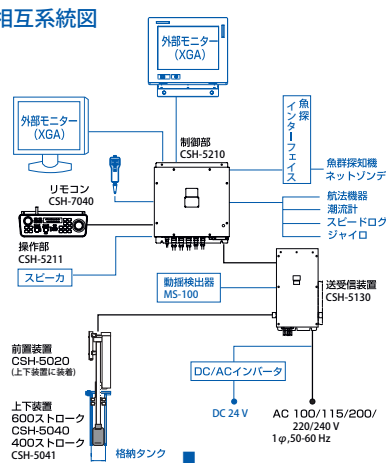 相互系統図
外部モニター
(XGA)
外部モニター
(XGA)
制御部
CSH-5210
魚探
インターフェイス
魚群探知機
ネットゾンデ
リモコン
CSH-7040
航法機器
潮流計
スピードログ
ジャイロ
操作部
CSH-5211
スピーカ
動揺検出器
MS-100
送受信装置
CSH-5130
前置装置
CSH-5020
(上下装置に装着)
DC/ACインバータ
上下装置
600ストローク
CSH-5040
400ストローク
CSH-5041
格納タンク
DC 24 V
AC 100/115/200/
220/240 V
1φ,50-60 Hz